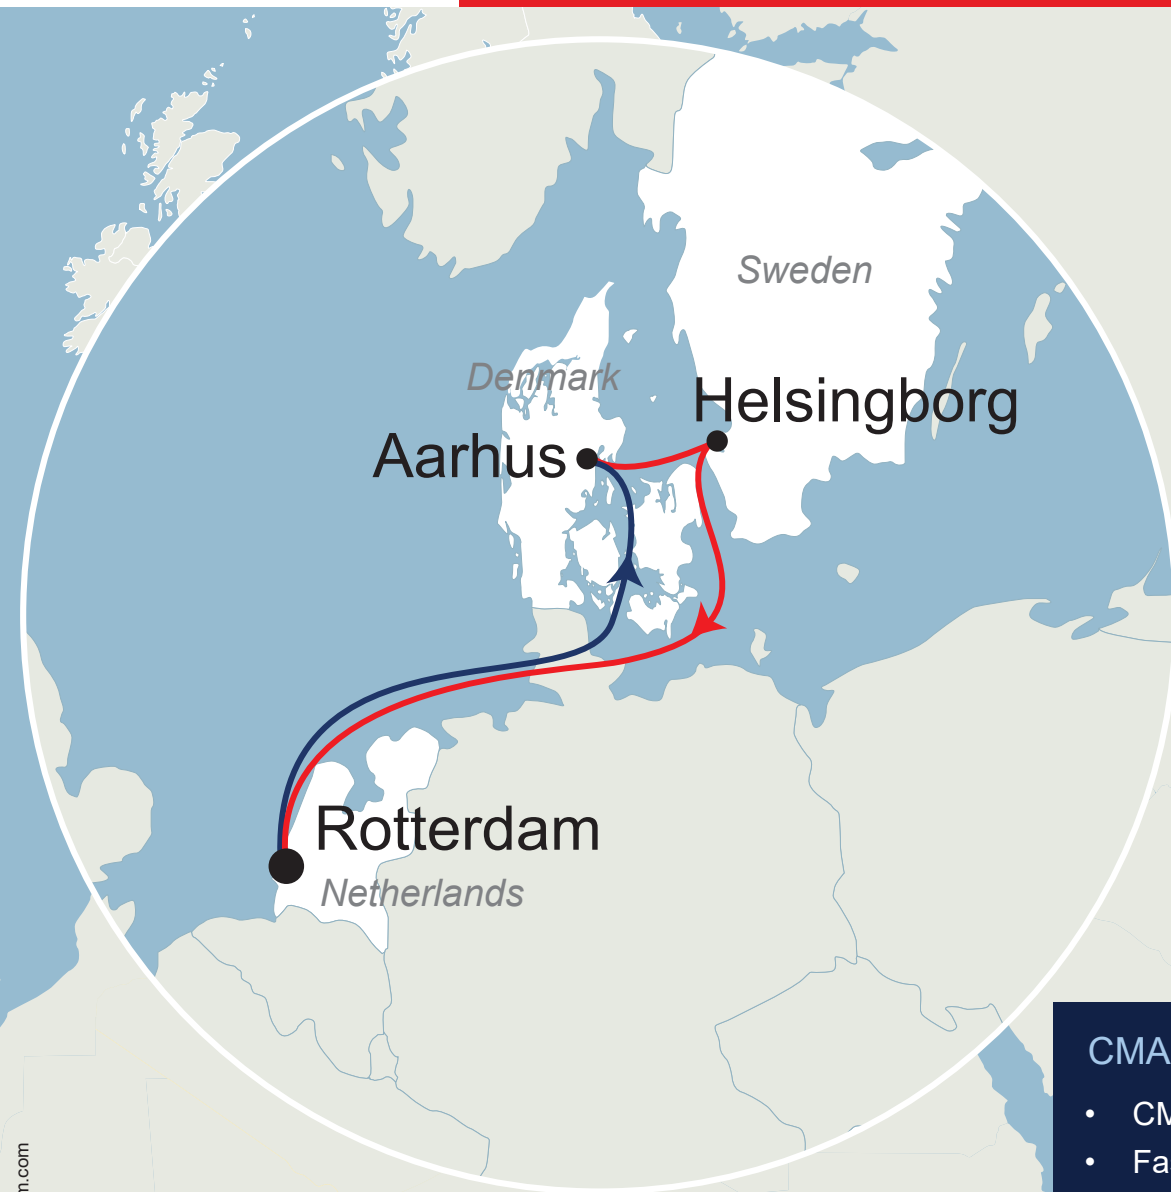 Sweden
Denmark
Helsingborg
Aarhus
Rotterdam
Netherlands
CMA
• CM
• Fa
m.com